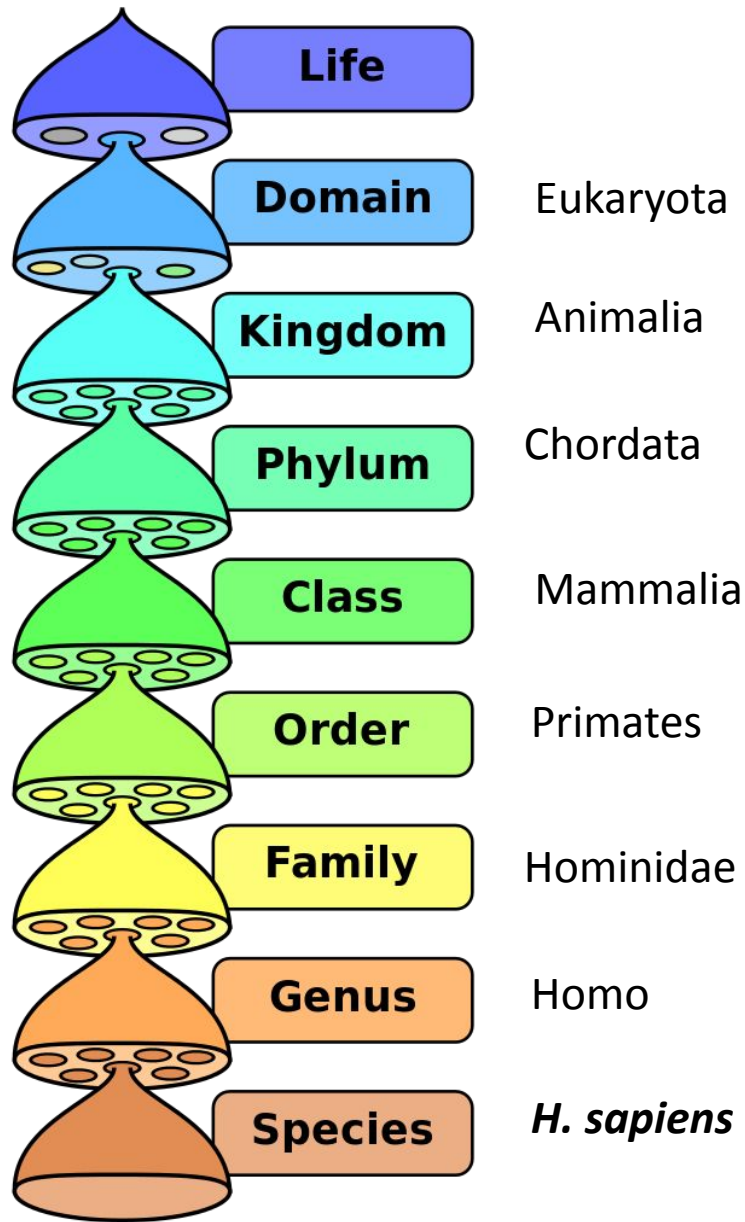 Life
Domain Eukaryota
Kingdom Animalia
Phylum Chordata
Class Mammalia
Order Primates
Family Hominidae
Genus Homo
Species H. sapiens